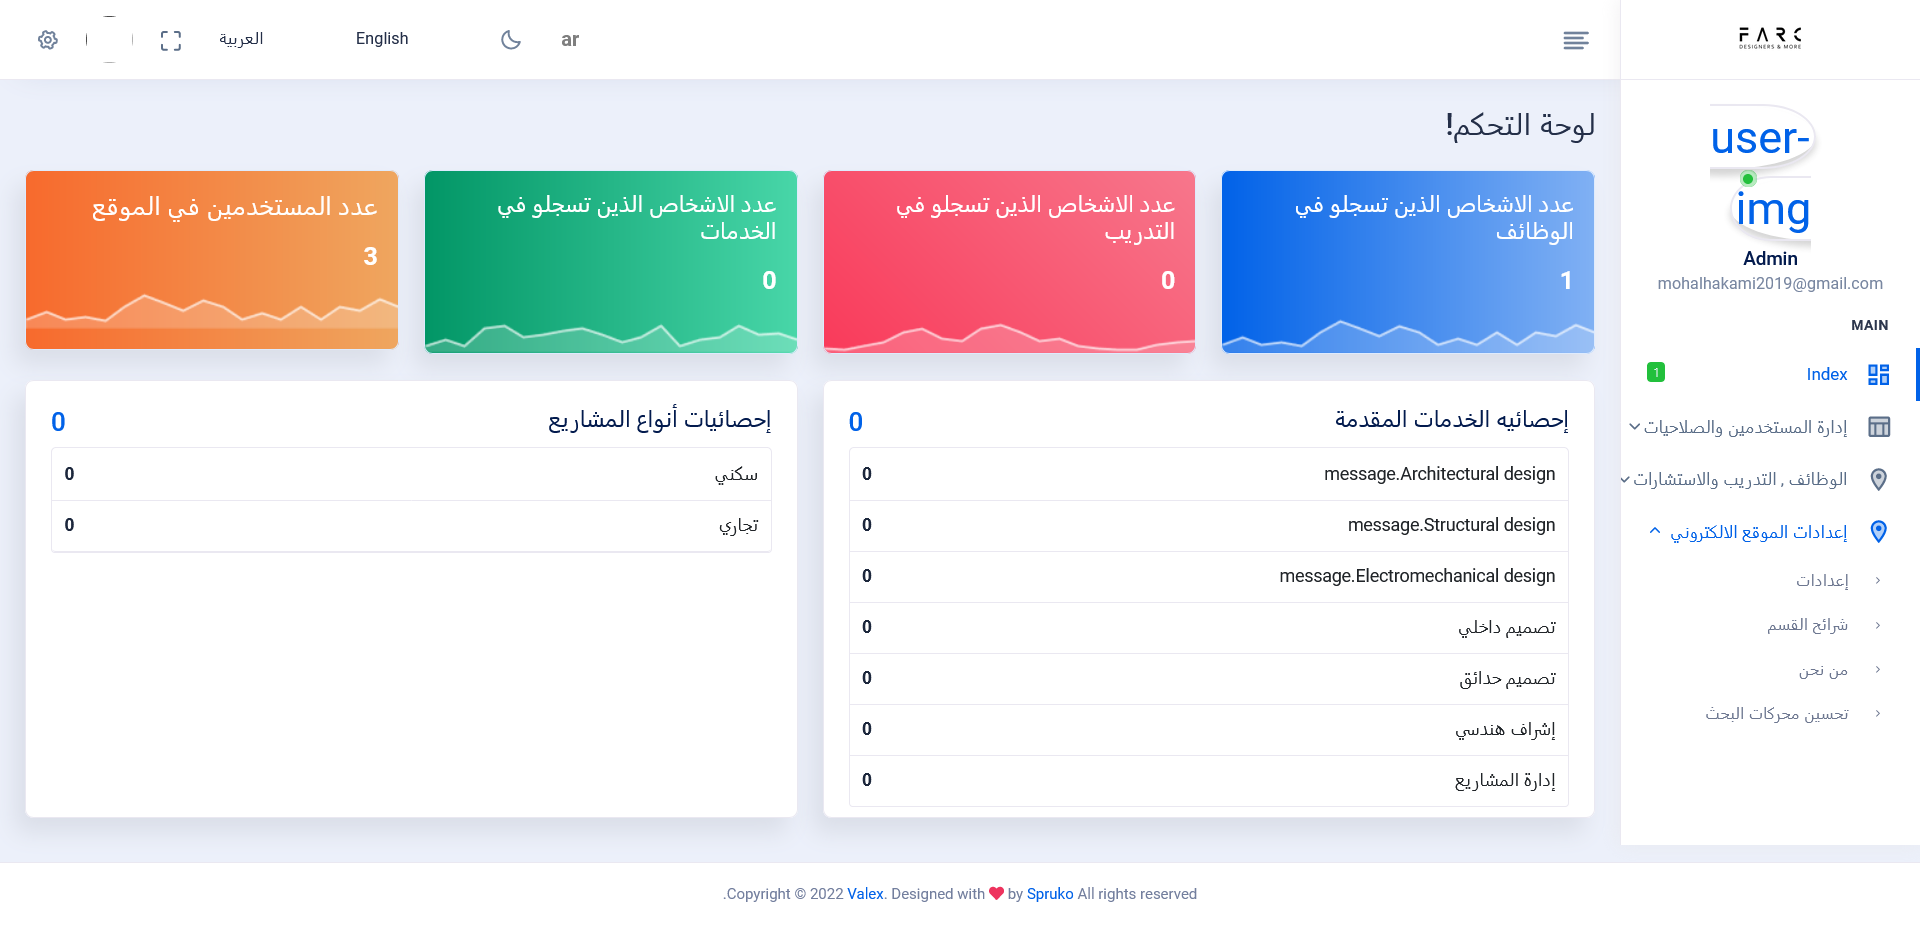 FARC
DESIGNERS & MORE
ar
English
العربية
user-
img
Admin
mohalhakami2019@gmail.com
MAIN
Index
1
إدارة المستخدمين والصلاحيات
الوظائف , التدريب والاستشارات
إعدادات الموقع الالكتروني
إعدادات
شرائح القسم
من نحن
تحسين محركات البحث
لوحة التحكم!
عدد الاشخاص الذين تسجلو في
الوظائف
1
عدد الاشخاص الذين تسجلو في
التدريب
0
عدد الاشخاص الذين تسجلو في
الخدمات
0
عدد المستخدمين في الموقع
3
إحصائيه الخدمات المقدمة 0
message.Architectural design 0
message.Structural design 0
message.Electromechanical design 0
تصميم داخلي 0
تصميم حدائق 0
إشراف هندسي 0
إدارة المشاريع 0
إحصائيات أنواع المشاريع 0
سكني 0
تجاري 0
.Copyright © 2022 Valex. Designed with ❤ by Spruko All rights reserved